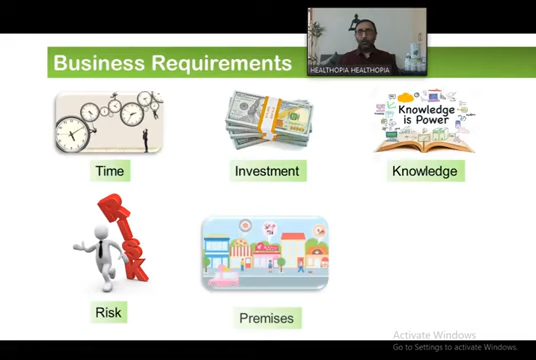 Business Requirements
HEALTHOPIA HEALTHOPIA
Knowledge
is Power
Time
Investment
Knowledge
RISK
Risk
Premises
Activate Windows
Go to Settings to activate Windows.